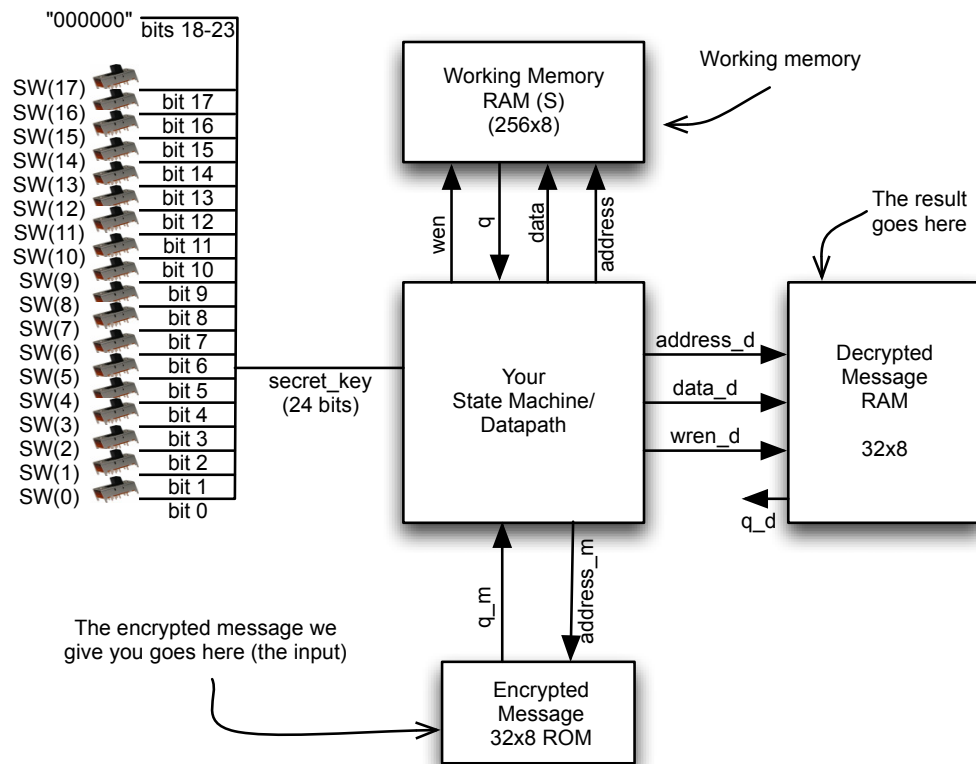 "000000"
bits 18-23
SW(17)
bit 17
SW(16)
bit 16
SW(15)
bit 15
SW(14)
bit 14
SW(13)
bit 13
SW(12)
bit 12
SW(11)
bit 11
SW(10)
bit 10
SW(9)
bit 9
SW(8)
bit 8
SW(7)
bit 7
SW(6)
bit 6
SW(5)
bit 5
SW(4)
bit 4
SW(3)
bit 3
SW(2)
bit 2
SW(1)
bit 1
SW(0)
bit 0
secret_key
(24 bits)
Working Memory
RAM (S)
(256x8)
Working memory
wen
q
data
address
The result
goes here
Your
State Machine/
Datapath
address_d
data_d
wren_d
q_d
Decrypted
Message
RAM
32x8
q_m
address_m
The encrypted message we
give you goes here (the input)
Encrypted
Message
32x8 ROM